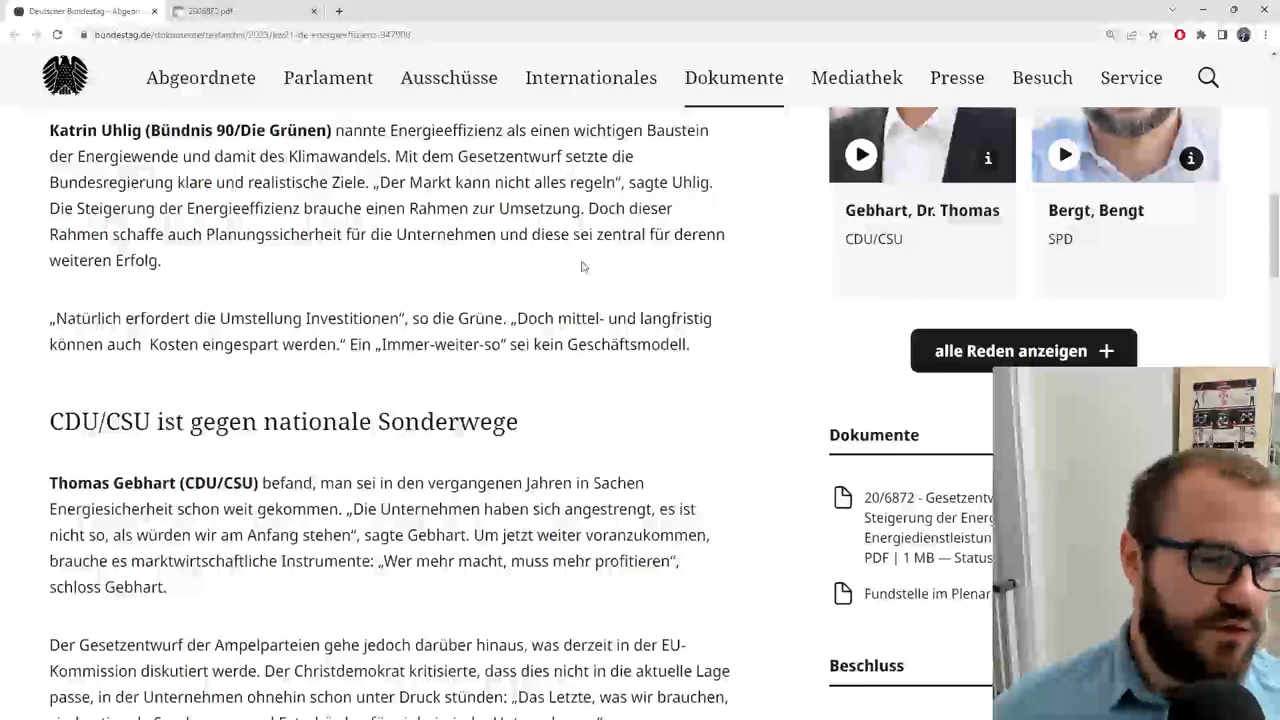 Deutscher Bundestag - Abgeor
2006872.pdf
bundestag.de/dokumente/textarchiv/2023/kw21-de-energieeffizienz-947908
Abgeordnete Parlament Ausschüsse Internationales Dokumente Mediathek Presse Besuch Service
Katrin Uhlig (Bündnis 90/Die Grünen) nannte Energieeffizienz als einen wichtigen Baustein
der Energiewende und damit des Klimawandels. Mit dem Gesetzentwurf setzte die
Bundesregierung klare und realistische Ziele. „Der Markt kann nicht alles regeln“, sagte Uhlig.
Die Steigerung der Energieeffizienz brauche einen Rahmen zur Umsetzung. Doch dieser
Rahmen schaffe auch Planungssicherheit für die Unternehmen und diese sei zentral für derenn
weiteren Erfolg.
„Natürlich erfordert die Umstellung Investitionen“, so die Grüne. „Doch mittel- und langfristig
können auch Kosten eingespart werden.“ Ein „Immer-weiter-so“ sei kein Geschäftsmodell.
CDU/CSU ist gegen nationale Sonderwege
Thomas Gebhart (CDU/CSU) befand, man sei in den vergangenen Jahren in Sachen
Energiesicherheit schon weit gekommen. „Die Unternehmen haben sich angestrengt, es ist
nicht so, als würden wir am Anfang stehen“, sagte Gebhart. Um jetzt weiter voranzukommen,
brauche es marktwirtschaftliche Instrumente: „Wer mehr macht, muss mehr profitieren“,
schloss Gebhart.
Der Gesetzentwurf der Ampelparteien gehe jedoch darüber hinaus, was derzeit in der EU-
Kommission diskutiert werde. Der Christdemokrat kritisierte, dass dies nicht in die aktuelle Lage
passe, in der Unternehmen ohnehin schon unter Druck stünden: „Das Letzte, was wir brauchen,
Gebhart, Dr. Thomas
CDU/CSU
Bergt, Bengt
SPD
alle Reden anzeigen +
Dokumente
20/6872 - Gesetzentw
Steigerung der Energ
Energiedienstleistun
PDF | 1 MB — Status
Fundstelle im Plenar
Beschluss